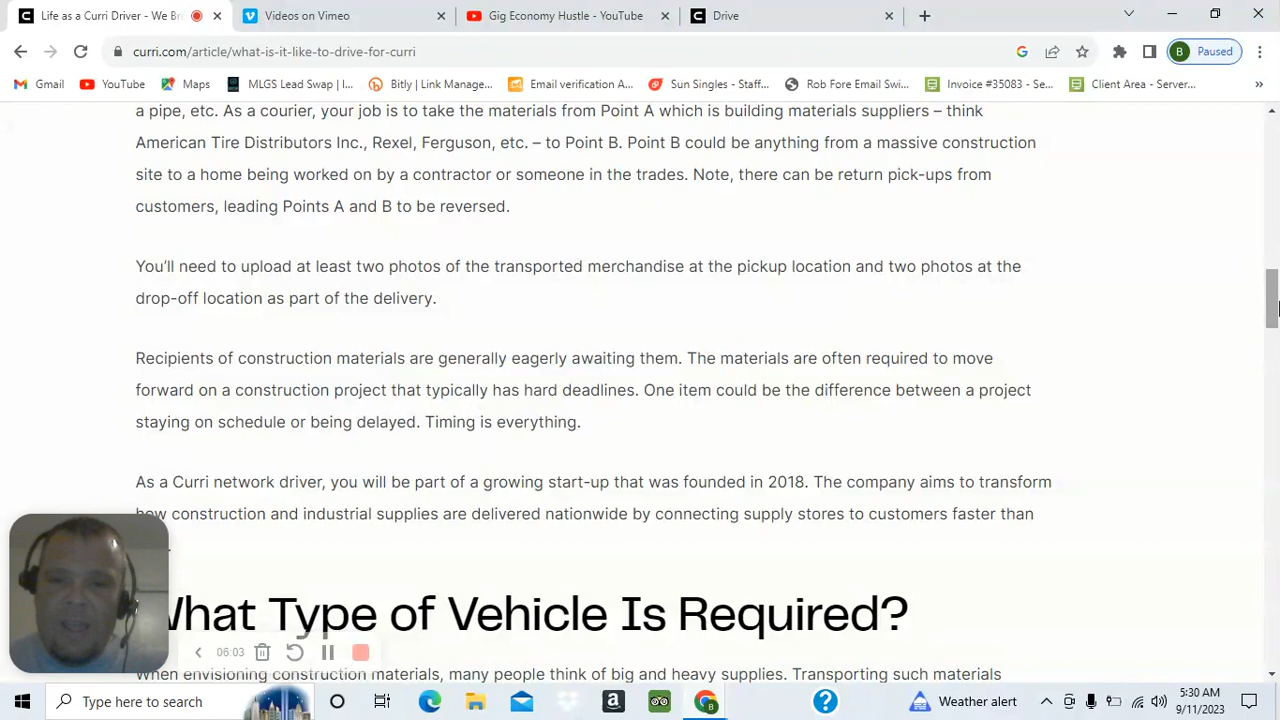 Life as a Curri Driver - We Br
Videos on Vimeo
Gig Economy Hustle - YouTube
Drive
curri.com/article/what-is-it-like-to-drive-for-curri
B
Paused
Gmail
YouTube
Maps
MLGS Lead Swap | I...
Bitly | Link Manage...
Email verification A...
Sun Singles - Staff...
Rob Fore Email Swi...
Invoice #35083 - Se...
Client Area - Server...
a pipe, etc. As a courier, your job is to take the materials from Point A which is building materials suppliers – think
American Tire Distributors Inc., Rexel, Ferguson, etc. – to Point B. Point B could be anything from a massive construction
site to a home being worked on by a contractor or someone in the trades. Note, there can be return pick-ups from
customers, leading Points A and B to be reversed.
You’ll need to upload at least two photos of the transported merchandise at the pickup location and two photos at the
drop-off location as part of the delivery.
Recipients of construction materials are generally eagerly awaiting them. The materials are often required to move
forward on a construction project that typically has hard deadlines. One item could be the difference between a project
staying on schedule or being delayed. Timing is everything.
As a Curri network driver, you will be part of a growing start-up that was founded in 2018. The company aims to transform
how construction and industrial supplies are delivered nationwide by connecting supply stores to customers faster than
What Type of Vehicle Is Required?
06:03
When envisioning construction materials, many people think of big and heavy supplies. Transporting such materials
Type here to search
Weather alert
5:30 AM
9/11/2023